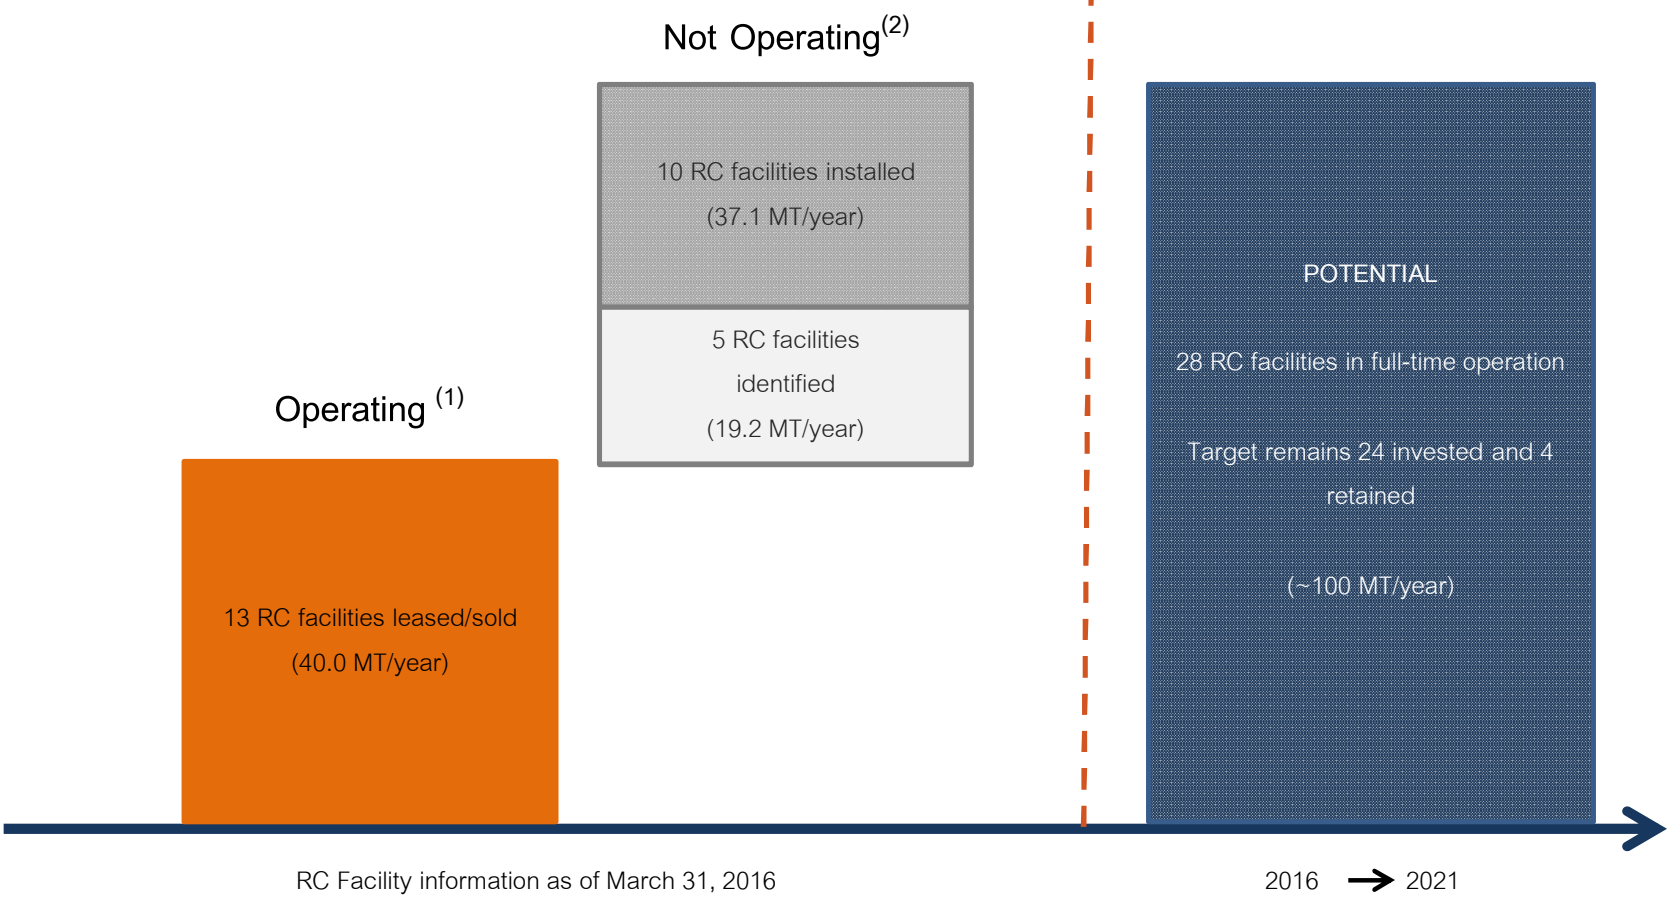 Not Operating(2)
10 RC facilities installed
(37.1 MT/year)
5 RC facilities
identified
(19.2 MT/year)
Operating (1)
13 RC facilities leased/sold
(40.0 MT/year)
POTENTIAL
28 RC facilities in full-time operation
Target remains 24 invested and 4
retained
(~100 MT/year)
RC Facility information as of March 31, 2016
2016 → 2021